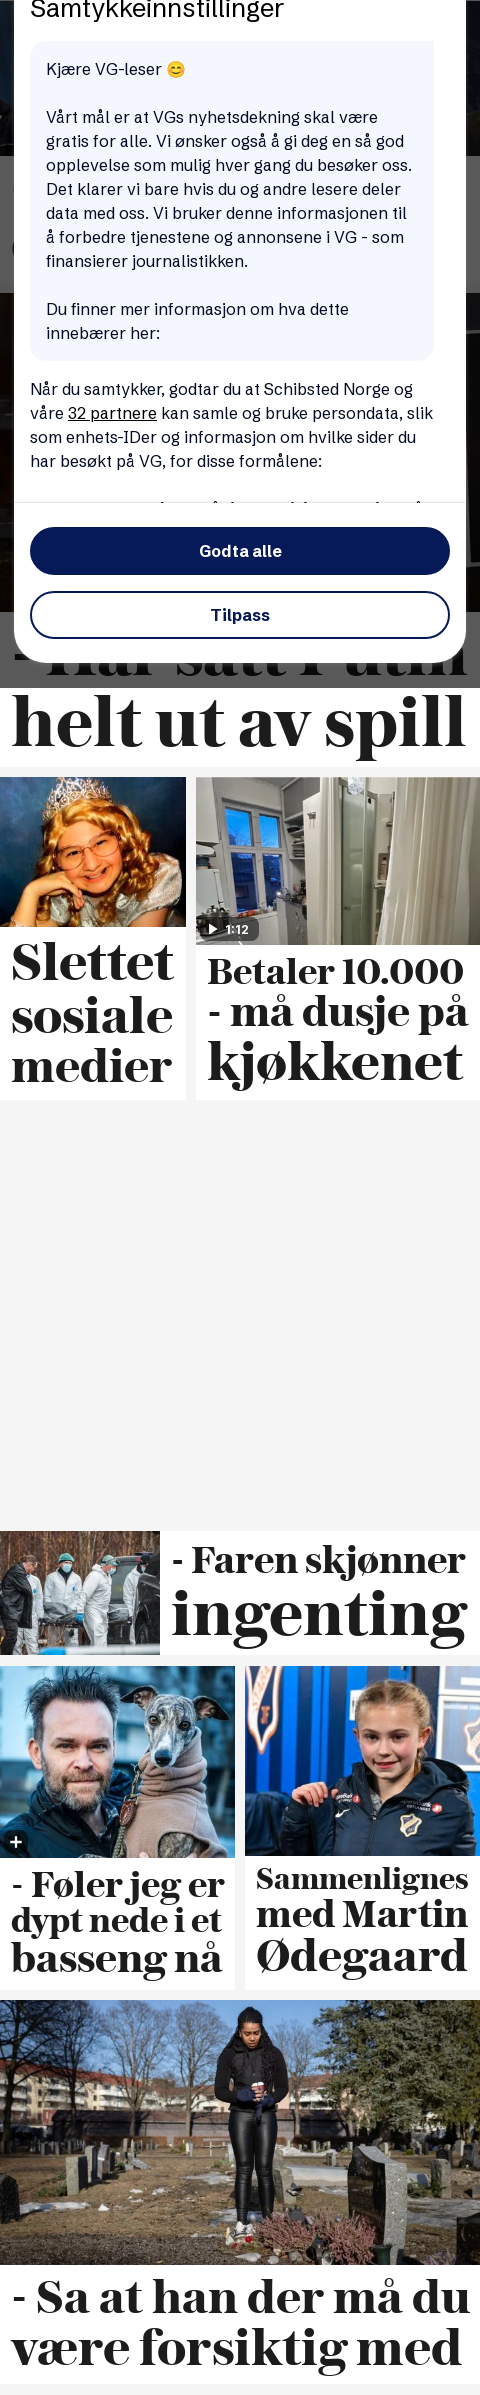 Samtykkeinnstillinger
Kjære VG-leser 😊
Vårt mål er at VGs nyhetsdekning skal være
gratis for alle. Vi ønsker også å gi deg en så god
opplevelse som mulig hver gang du besøker oss.
Det klarer vi bare hvis du og andre lesere deler
data med oss. Vi bruker denne informasjonen til
å forbedre tjenestene og annonsene i VG - som
finansierer journalistikken.
Du finner mer informasjon om hva dette
innebærer her:
Når du samtykker, godtar du at Schibsted Norge og
våre 32 partnere kan samle og bruke persondata, slik
som enhets-IDer og informasjon om hvilke sider du
har besøkt på VG, for disse formålene:
Godta alle
Tilpass
helt ut av spill
1:12
Slettet
sosiale
medier
Betaler 10.000
- må dusje på
kjøkkenet
- Faren skjønner
ingenting
- Føler jeg er
dypt nede i et
basseng nå
Sammenlignes
med Martin
Ødegaard
- Sa at han der må du
være forsiktig med